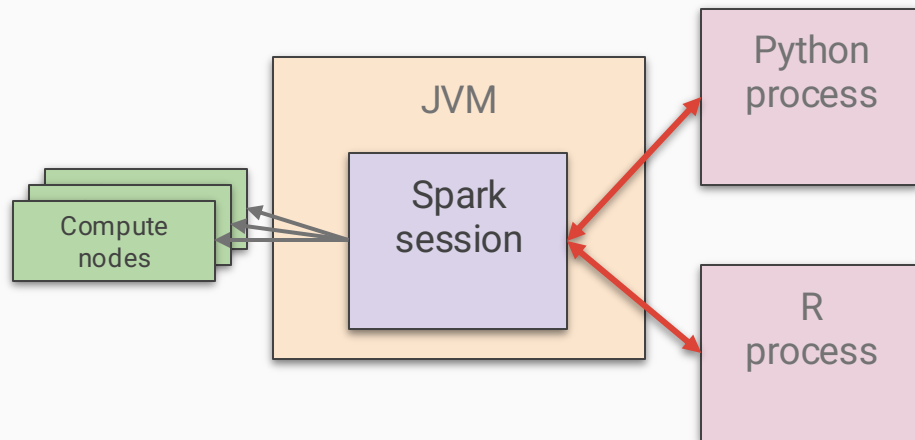 Compute
nodes
JVM
Spark
session
Python
process
R
process